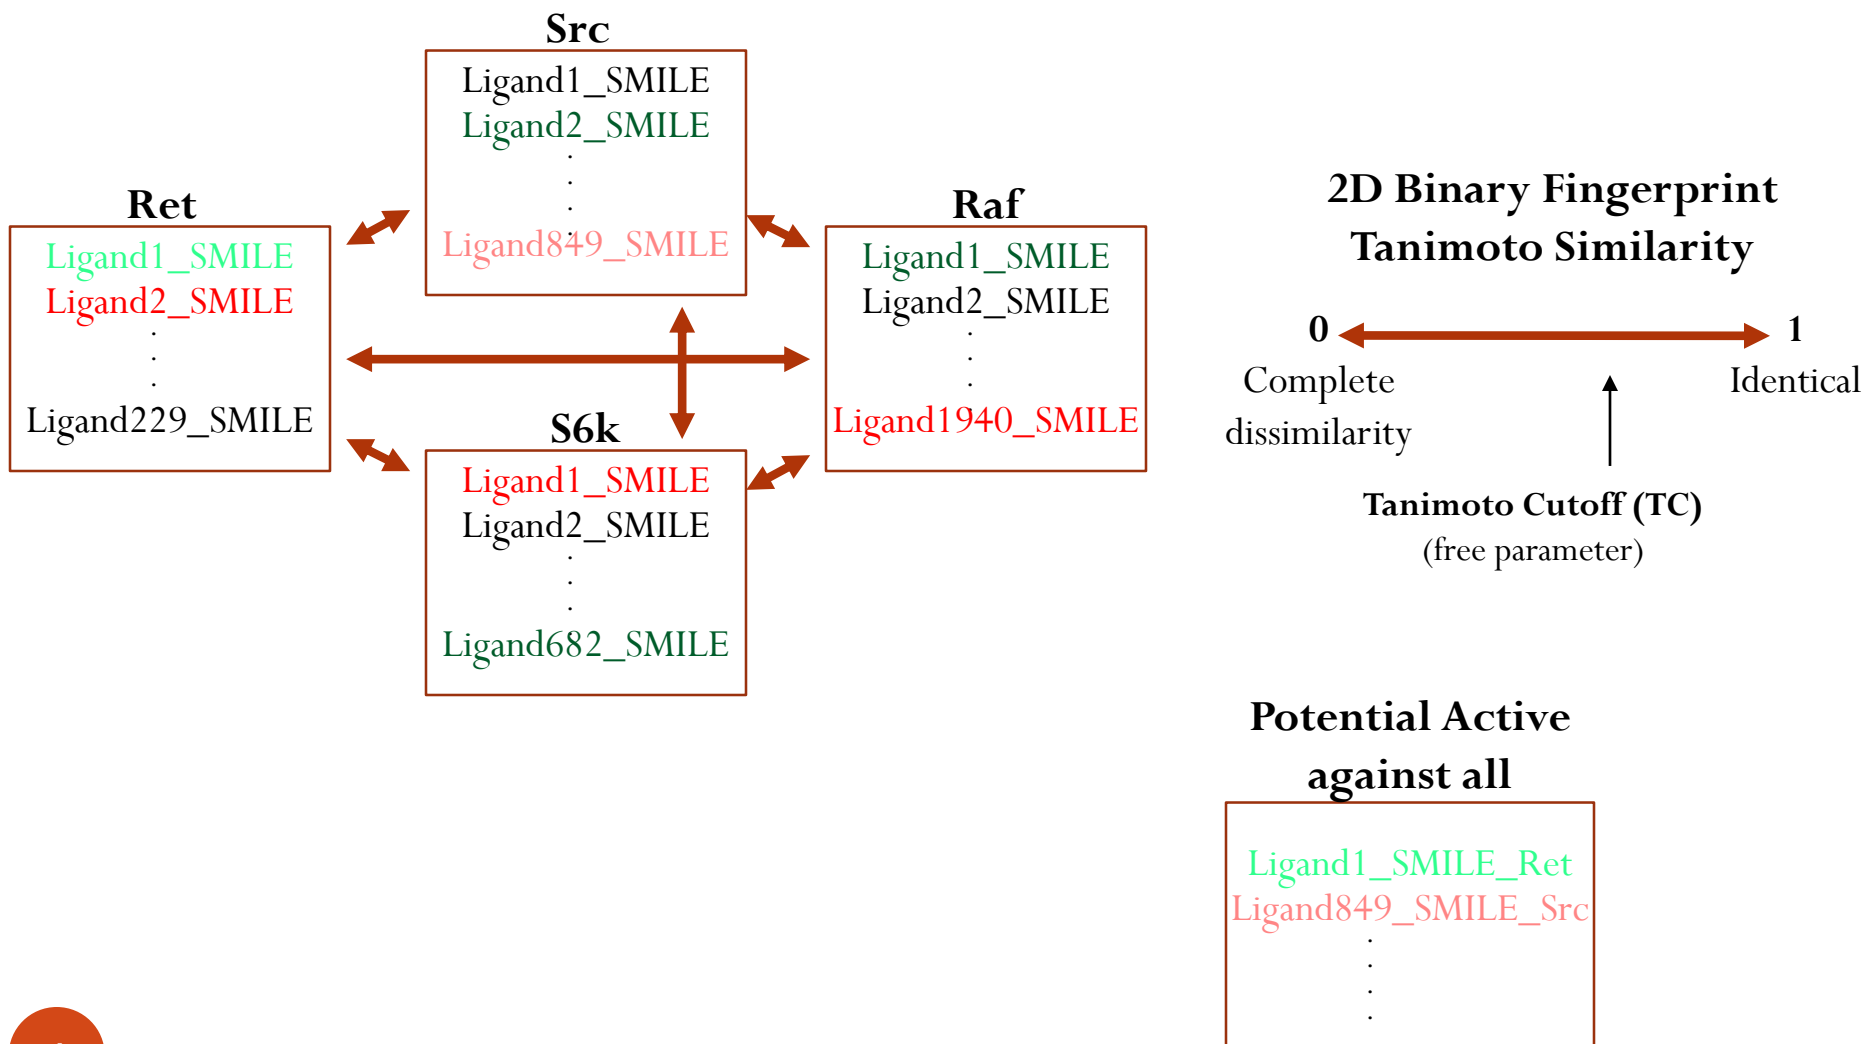 Src
Ligand1_SMILE
Ligand2_SMILE
.
.
.
.
Ligand849_SMILE
Ret
Ligand1_SMILE
Ligand2_SMILE
.
.
.
Ligand229_SMILE
Raf
Ligand1_SMILE
Ligand2_SMILE
.
.
.
.
Ligand1940_SMILE
S6k
Ligand1_SMILE
Ligand2_SMILE
.
.
.
.
Ligand682_SMILE
2D Binary Fingerprint
Tanimoto Similarity
0 1
Complete
dissimilarity
Identical
Tanimoto Cutoff (TC)
(free parameter)
Potential Active
against all
Ligand1_SMILE_Ret
Ligand849_SMILE_Src
.
.
.
.